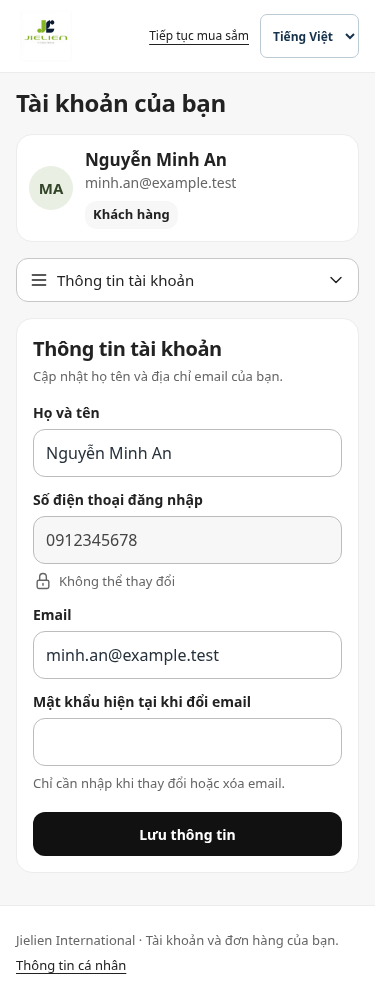 JIELIEN
Tiếp tục mua sắm
Tiếng Việt
Tài khoản của bạn
MA
Nguyễn Minh An
minh.an@example.test
Khách hàng
Thông tin tài khoản
Thông tin tài khoản
Cập nhật họ tên và địa chỉ email của bạn.
Họ và tên
Nguyễn Minh An
Số điện thoại đăng nhập
0912345678
Không thể thay đổi
Email
minh.an@example.test
Mật khẩu hiện tại khi đổi email
Chỉ cần nhập khi thay đổi hoặc xóa email.
Lưu thông tin
Jielien International · Tài khoản và đơn hàng của bạn.
Thông tin cá nhân